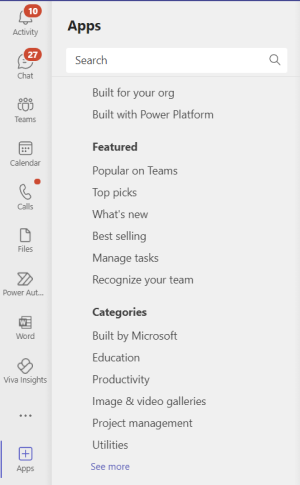 10
Activity
27
Chat
Teams
Calendar
Calls
Files
Power Aut...
Word
Viva Insights
...
Apps
Apps
Search
Built for your org
Built with Power Platform
Featured
Popular on Teams
Top picks
What's new
Best selling
Manage tasks
Recognize your team
Categories
Built by Microsoft
Education
Productivity
Image & video galleries
Project management
Utilities
See more